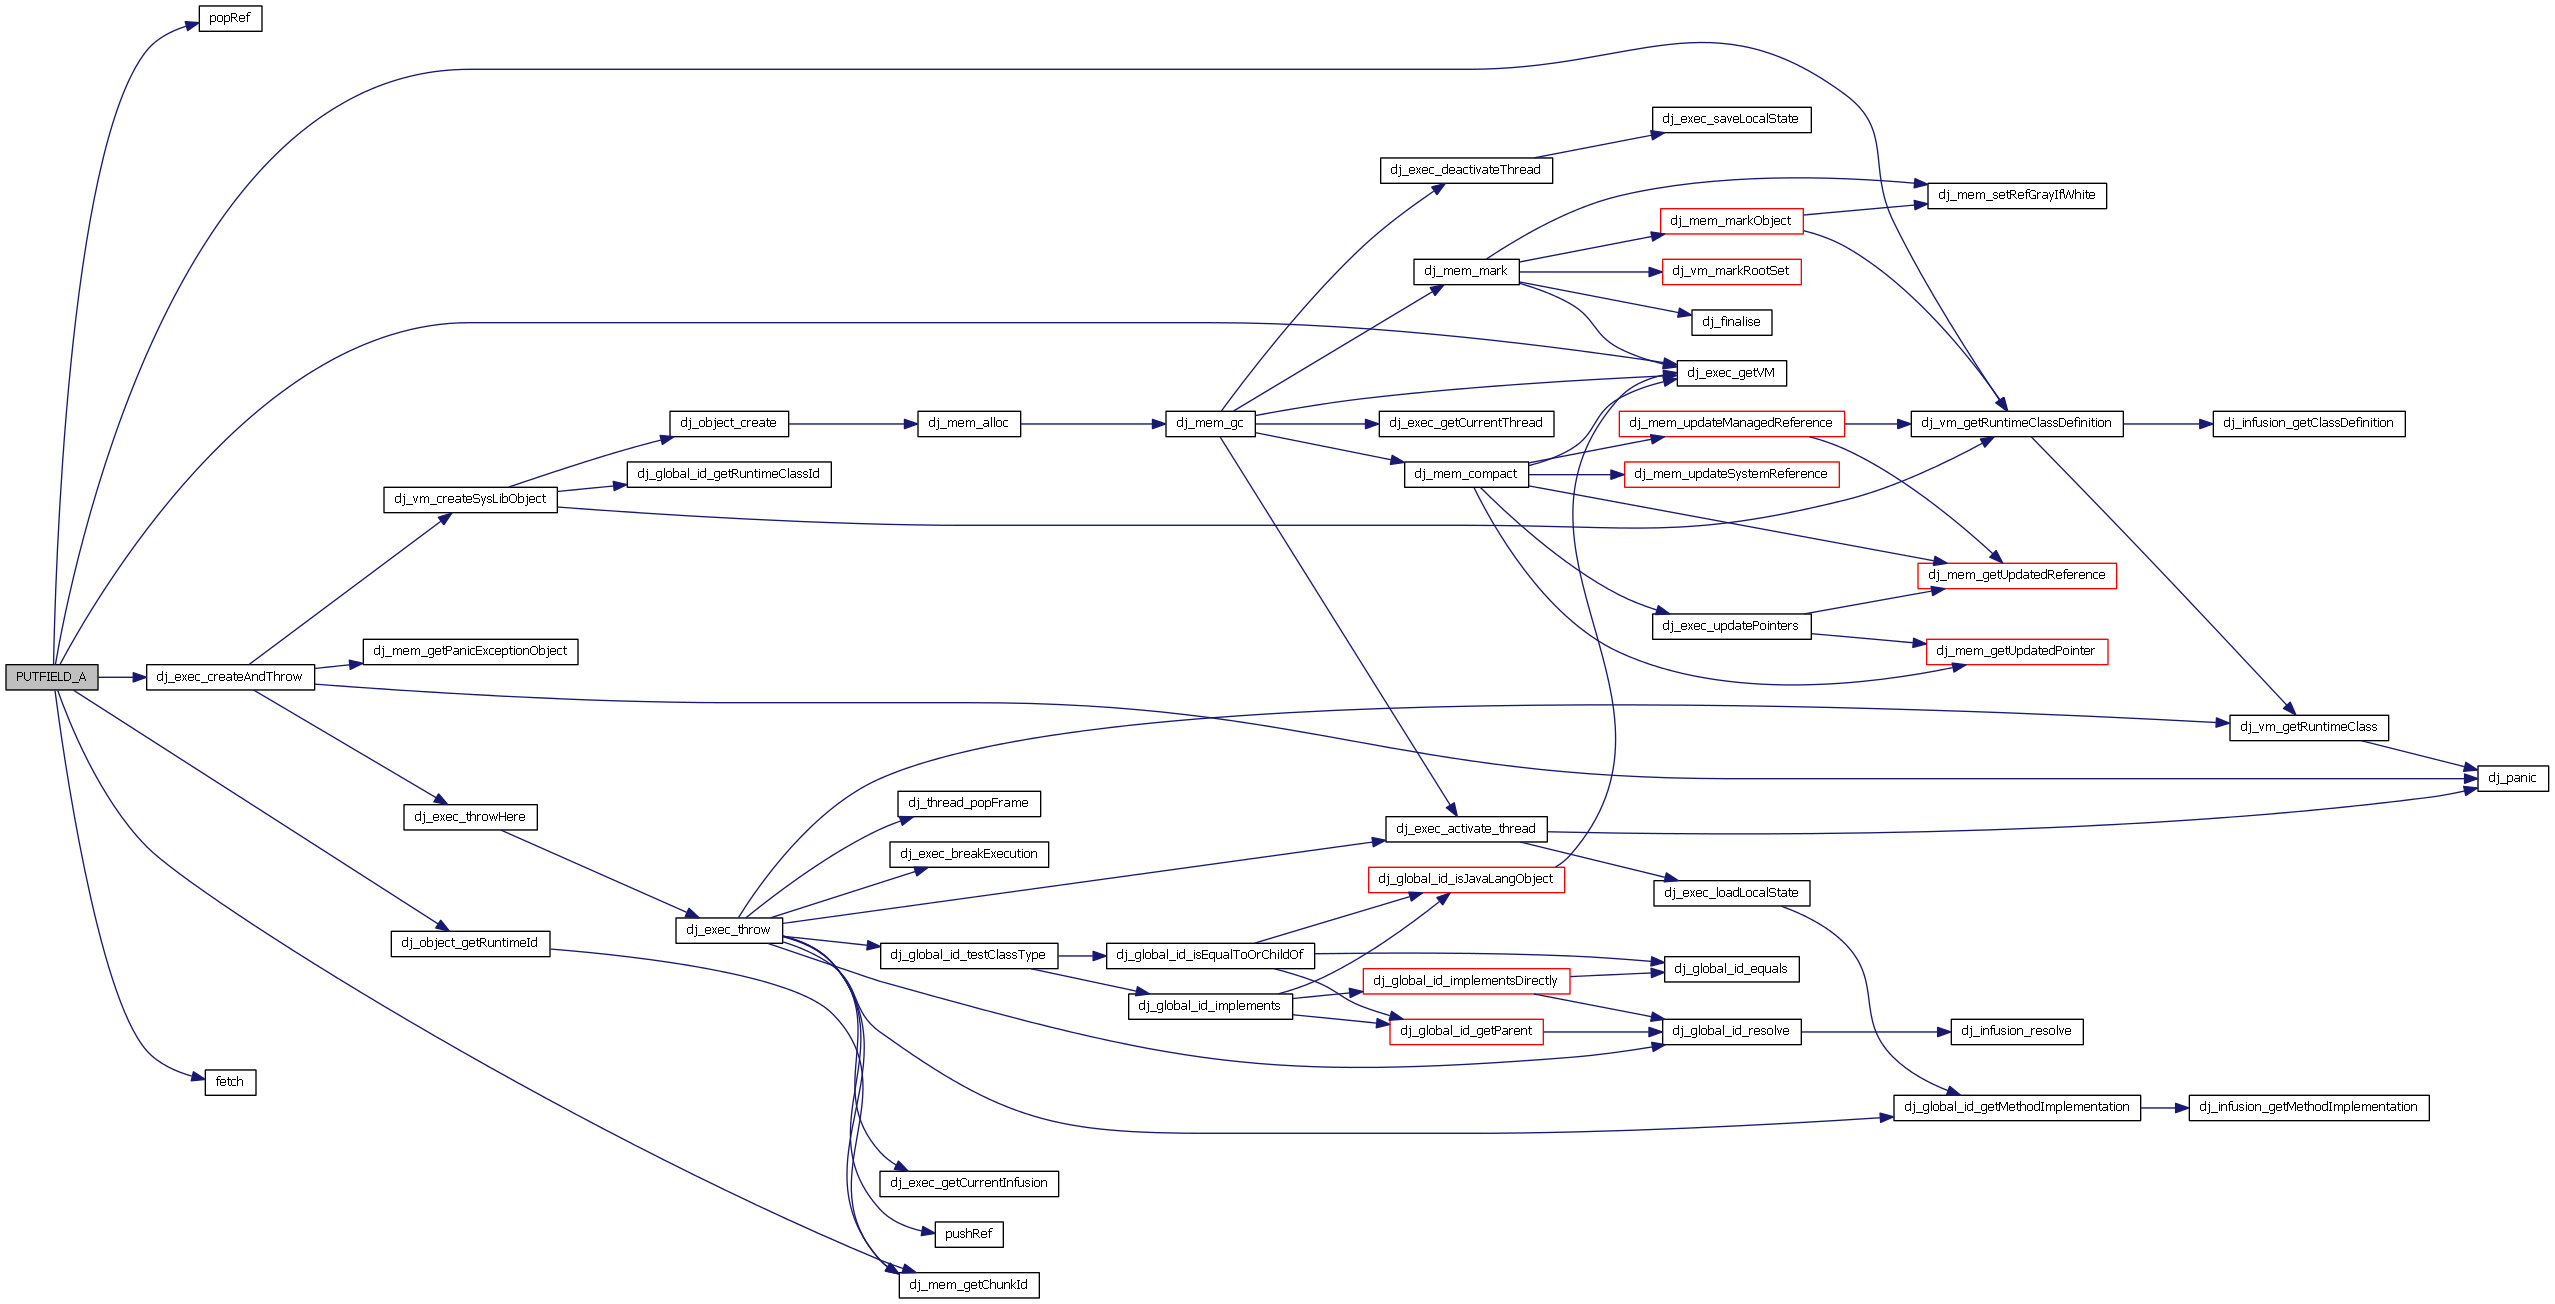 popRef
dj_exec_saveLocalState
dj_exec_deactivateThread
dj_mem_setRefGrayIfWhite
dj_mem_markObject
dj_mem_mark
dj_vm_markRootSet
dj_finalise
dj_exec_getVM
dj_object_create
dj_mem_alloc
dj_mem_gc
dj_exec_getCurrentThread
dj_mem_updateManagedReference
dj_vm_getRuntimeClassDefinition
dj_infusion_getClassDefinition
dj_global_id_getRuntimeClassId
dj_mem_compact
dj_mem_updateSystemReference
dj_vm_createSysLibObject
dj_mem_getUpdatedReference
dj_exec_updatePointers
dj_mem_getPanicExceptionObject
dj_mem_getUpdatedPointer
PUTFIELD_A
dj_exec_createAndThrow
dj_vm_getRuntimeClass
dj_panic
dj_thread_popFrame
dj_exec_throwHere
dj_exec_activate_thread
dj_exec_breakExecution
dj_global_id_isJavaLangObject
dj_exec_loadLocalState
dj_exec_throw
dj_object_getRuntimeId
dj_global_id_testClassType
dj_global_id_isEqualToOrChildOf
dj_global_id_equals
dj_global_id_implementsDirectly
dj_global_id_implements
dj_global_id_getParent
dj_global_id_resolve
dj_infusion_resolve
fetch
dj_global_id_getMethodImplementation
dj_infusion_getMethodImplementation
dj_exec_getCurrentInfusion
pushRef
dj_mem_getChunkId